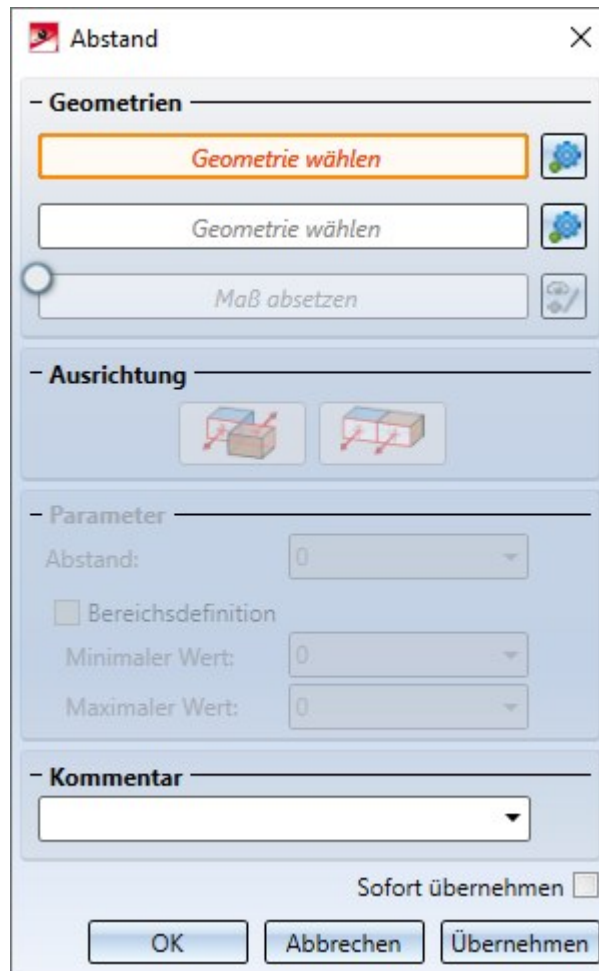 Abstand
Geometrien
Geometrie wählen
Geometrie wählen
Maß absetzen
Ausrichtung
Parameter
Abstand: 0
Bereichsdefinition
Minimaler Wert: 0
Maximaler Wert: 0
Kommentar
Sofort übernehmen
OK Abbrechen Übernehmen